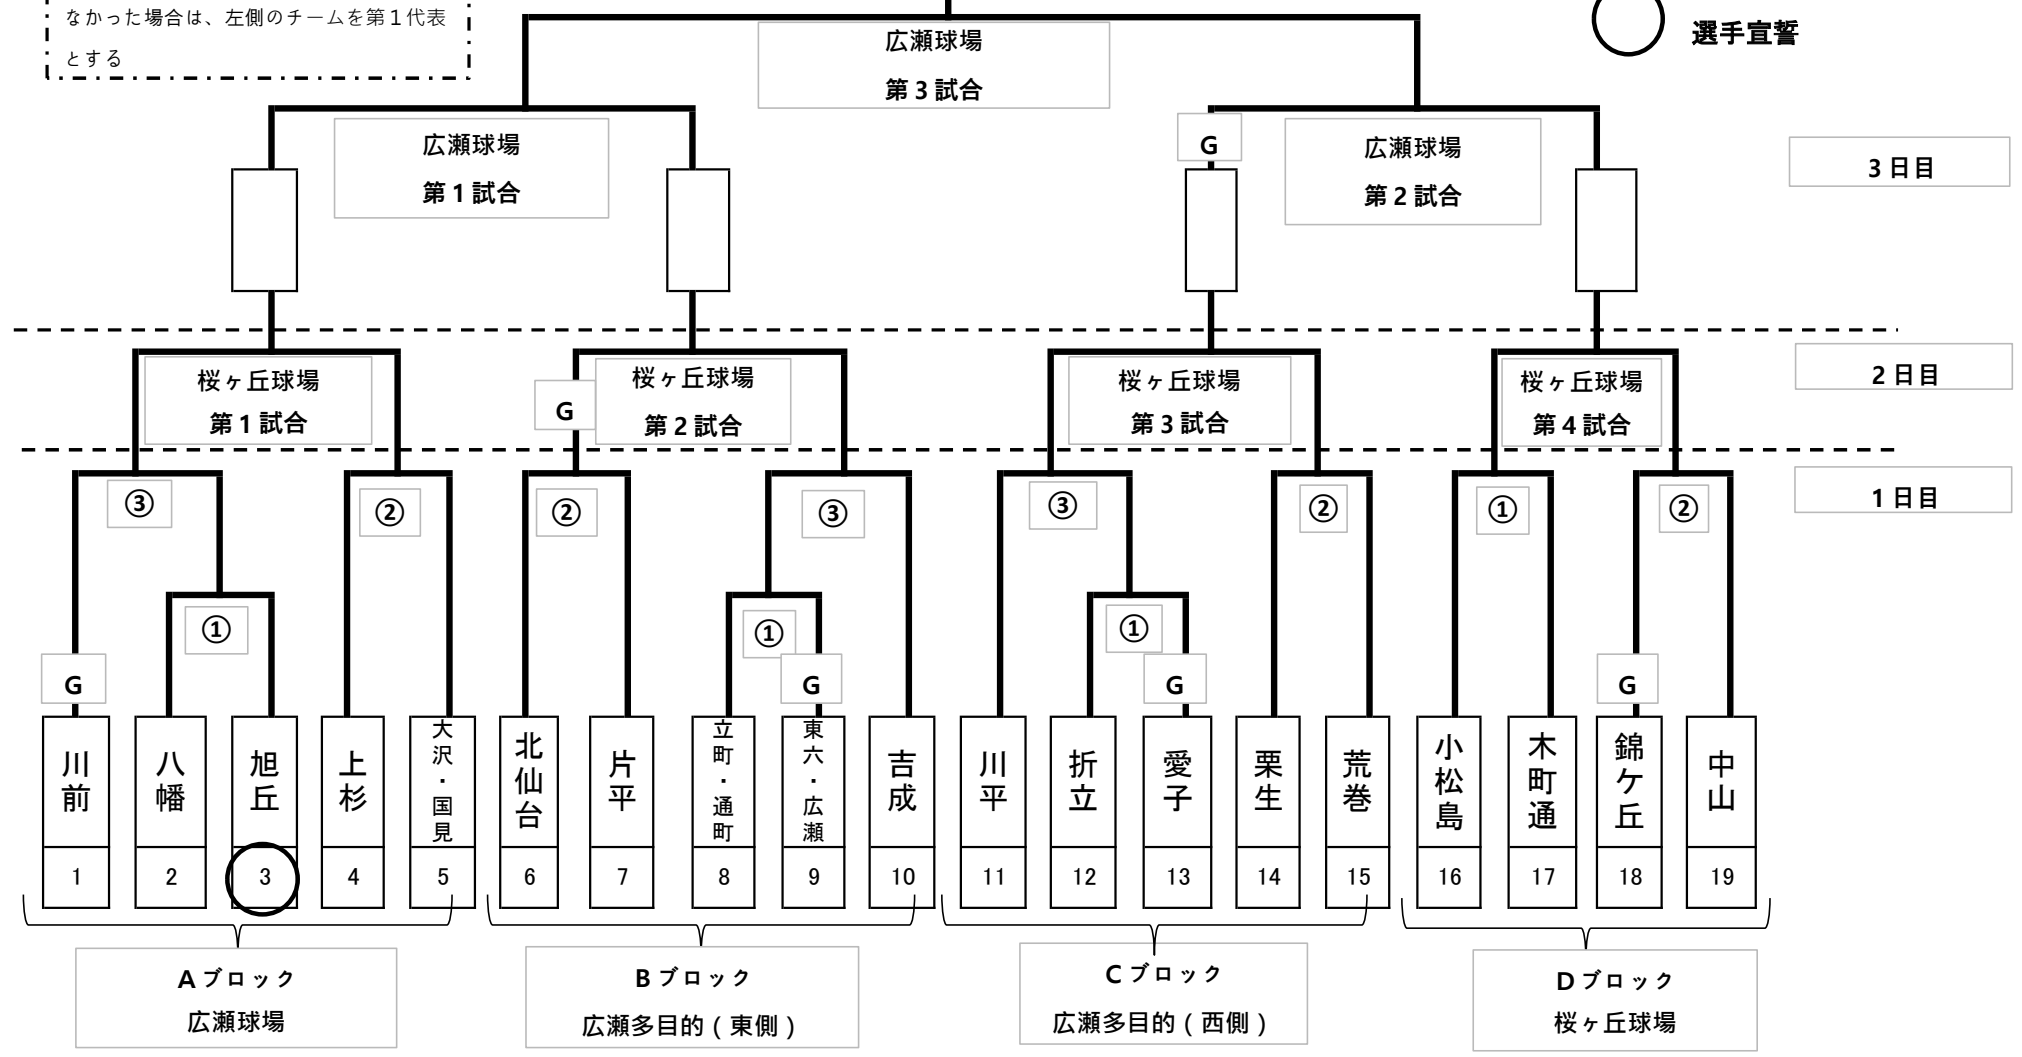 なかった場合は、左側のチームを第１代表
とする
広瀬球場
第３試合
選手宣誓
広瀬球場
第１試合
G
広瀬球場
第２試合
３日目
桜ヶ丘球場
第１試合
G
桜ヶ丘球場
第２試合
桜ヶ丘球場
第３試合
桜ヶ丘球場
第４試合
２日目
③
②
②
③
③
②
①
②
１日目
①
①
①
G
G
G
G
川前
八幡
旭丘
上杉
大沢・国見
北仙台
片平
立町・通町
東六・広瀬
吉成
川平
折立
愛子
栗生
荒巻
小松島
木町通
錦ケ丘
中山
1
2
3
4
5
6
7
8
9
10
11
12
13
14
15
16
17
18
19
Aブロック
広瀬球場
Bブロック
広瀬多目的（東側）
Cブロック
広瀬多目的（西側）
Dブロック
桜ヶ丘球場